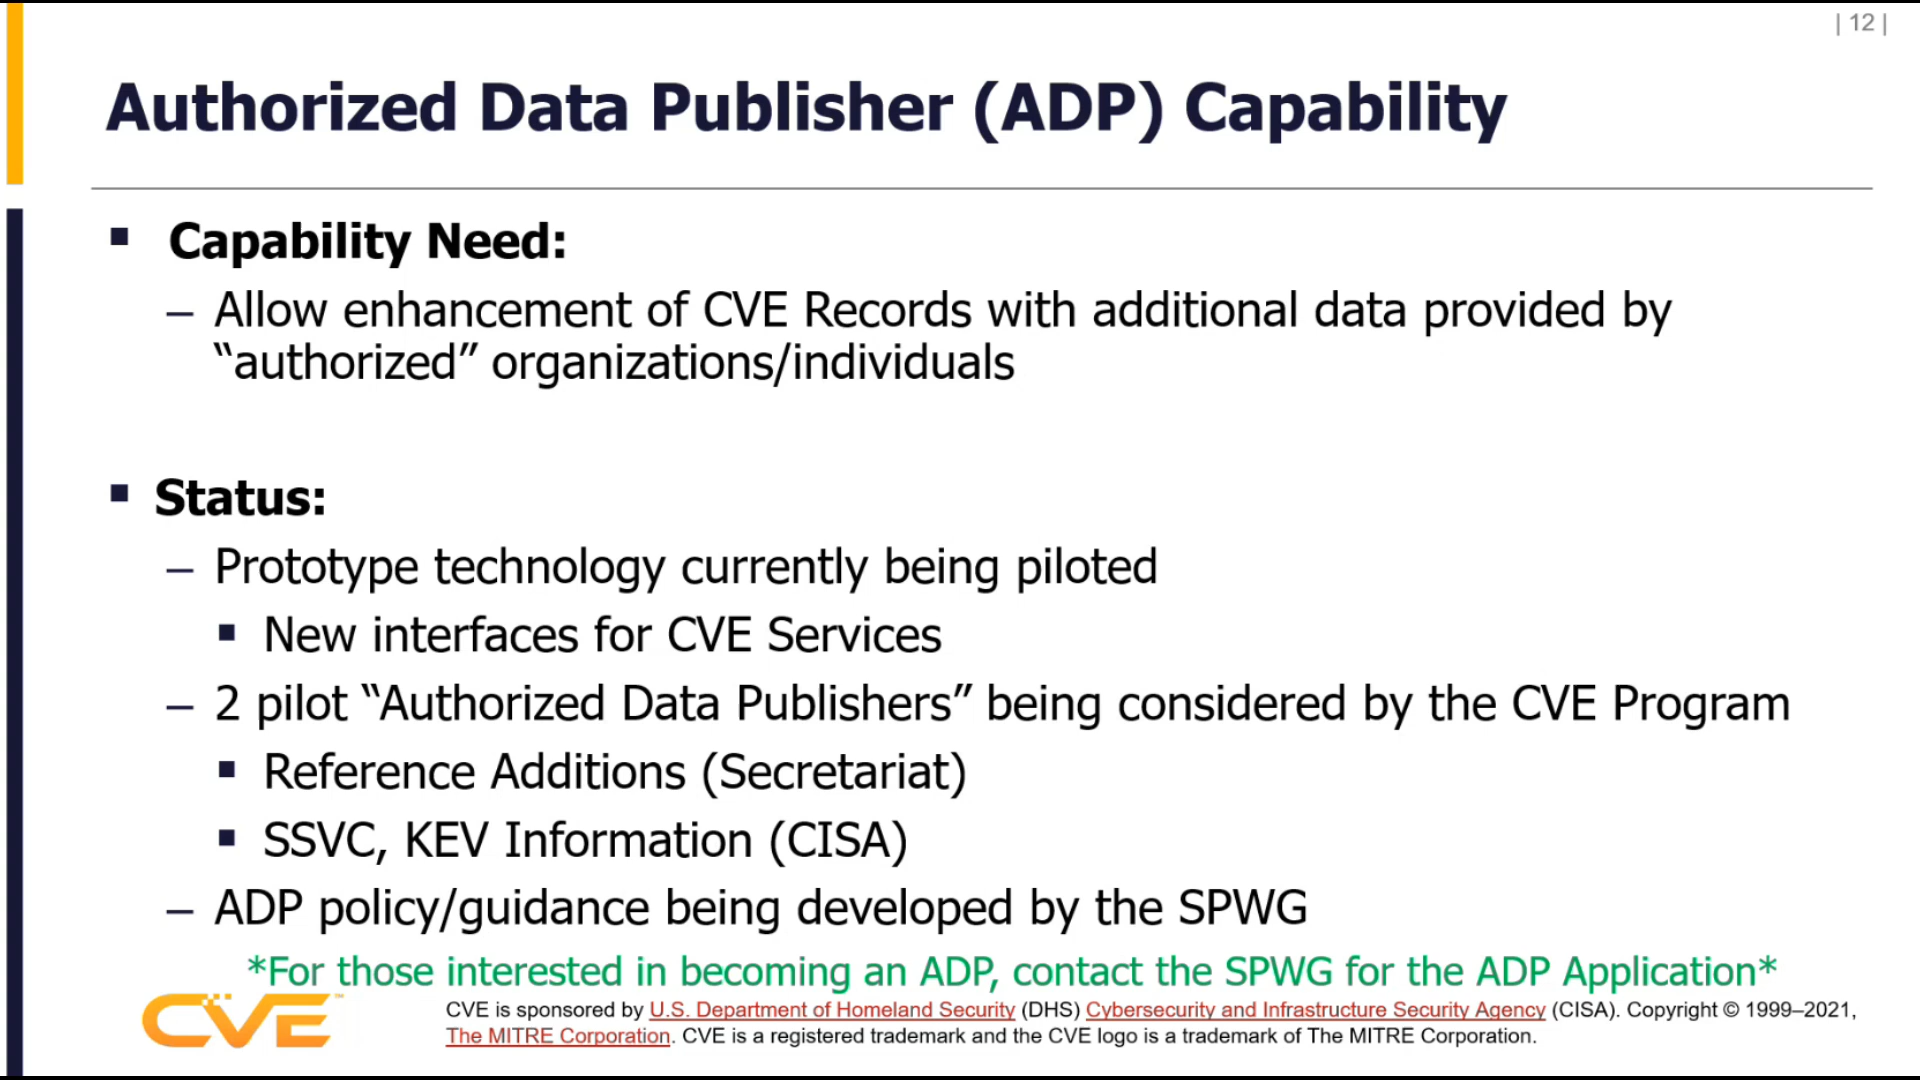 | 12 |
Authorized Data Publisher (ADP) Capability
▪ Capability Need:
– Allow enhancement of CVE Records with additional data provided by
“authorized” organizations/individuals
▪ Status:
– Prototype technology currently being piloted
▪ New interfaces for CVE Services
– 2 pilot “Authorized Data Publishers” being considered by the CVE Program
▪ Reference Additions (Secretariat)
▪ SSVC, KEV Information (CISA)
– ADP policy/guidance being developed by the SPWG
*For those interested in becoming an ADP, contact the SPWG for the ADP Application*
CVE™
CVE is sponsored by U.S. Department of Homeland Security (DHS) Cybersecurity and Infrastructure Security Agency (CISA). Copyright © 1999–2021,
The MITRE Corporation. CVE is a registered trademark and the CVE logo is a trademark of The MITRE Corporation.